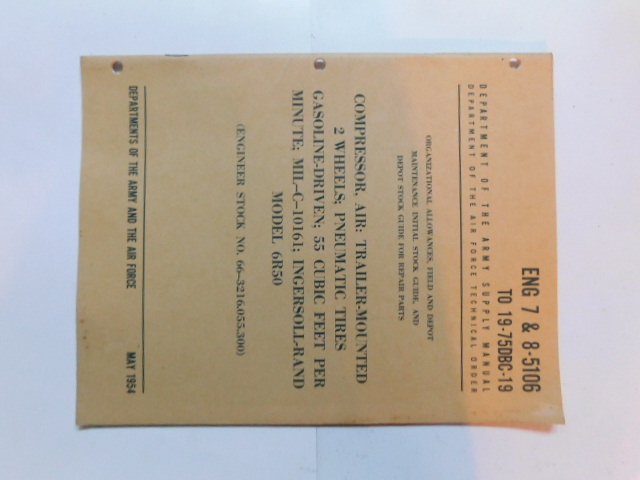 ENG 7 & 8-5106
TO 19-75DBC-19
DEPARTMENT OF THE ARMY SUPPLY MANUAL
DEPARTMENT OF THE AIR FORCE TECHNICAL ORDER
ORGANIZATIONAL ALLOWANCES, FIELD AND DEPOT
MAINTENANCE INITIAL STOCK GUIDE, AND
DEPOT STOCK GUIDE FOR REPAIR PARTS
COMPRESSOR, AIR: TRAILER-MOUNTED
2 WHEELS; PNEUMATIC TIRES
GASOLINE-DRIVEN; 55 CUBIC FEET PER
MINUTE; MIL-C-10161; INGERSOLL-RAND
MODEL 6R50
(ENGINEER STOCK NO. 66-3216.055.300)
DEPARTMENTS OF THE ARMY AND THE AIR FORCE
MAY 1954